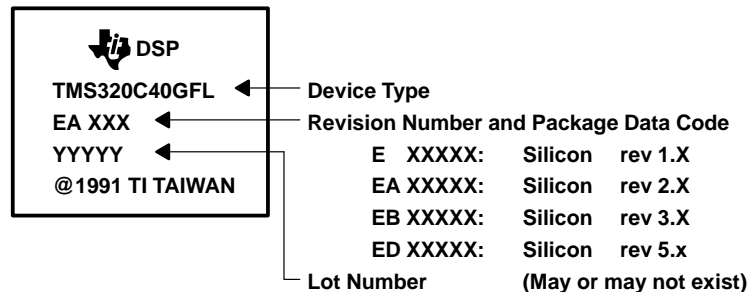 DSP
TMS320C40GFL
EA XXX
YYYYY
@1991 TI TAIWAN
Device Type
Revision Number and Package Data Code
E XXXXX: Silicon rev 1.X
EA XXXXX: Silicon rev 2.X
EB XXXXX: Silicon rev 3.X
ED XXXXX: Silicon rev 5.x
Lot Number (May or may not exist)